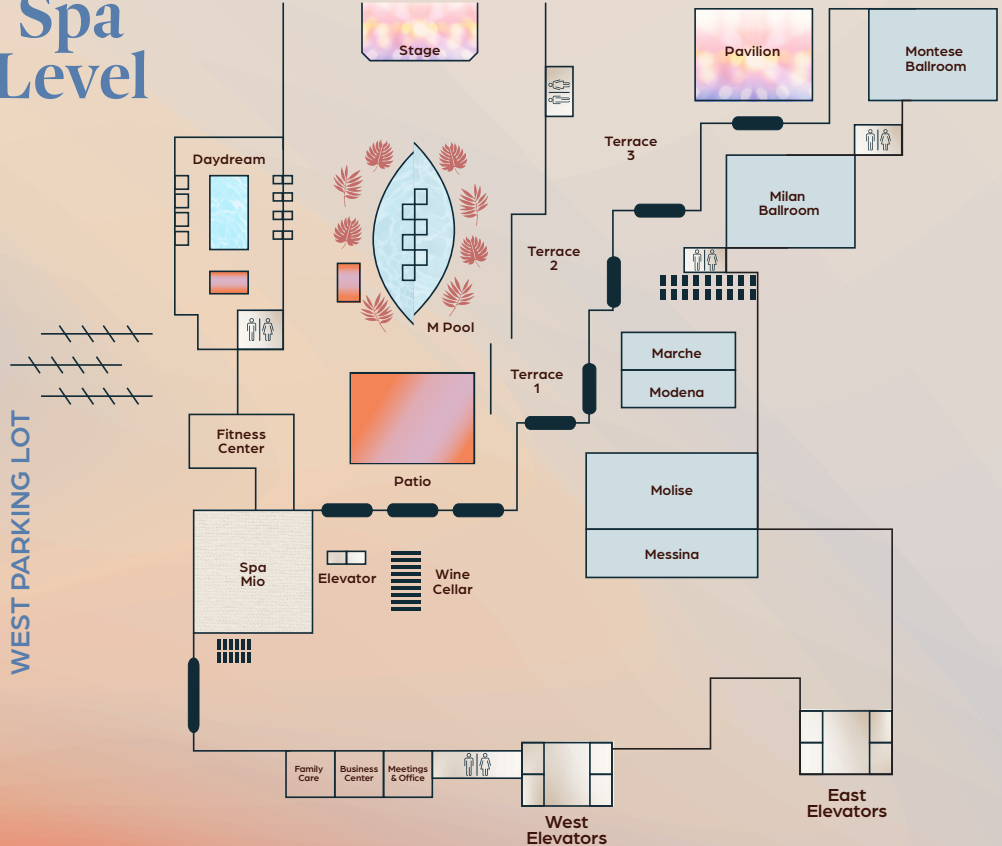 Spa
Level
Stage
Pavilion
Montese
Ballroom
Terrace
3
Daydream
Milan
Ballroom
Terrace
2
M Pool
Marche
Modena
Terrace
1
Fitness
Center
Patio
Molise
Messina
Spa
Mio
Elevator
Wine
Cellar
WEST PARKING LOT
Family
Care
Business
Center
Meetings
& Office
West
Elevators
East
Elevators